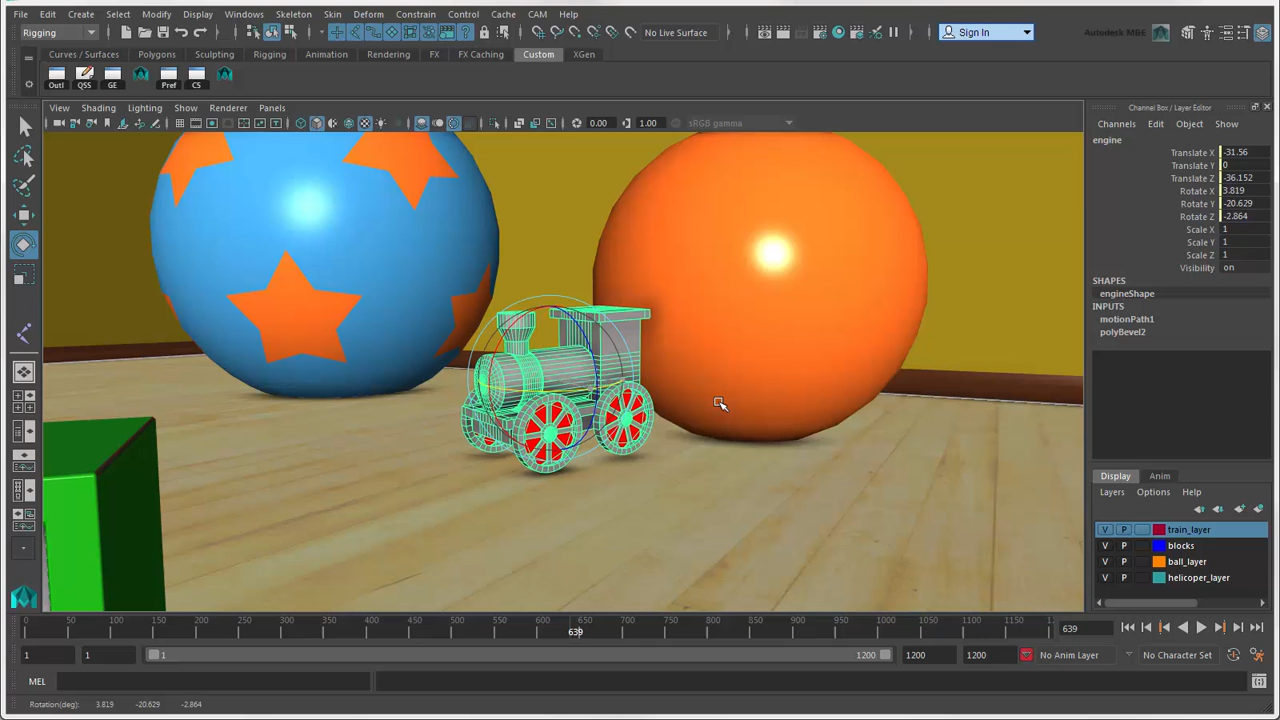 File Edit Create Select Modify Display Windows Skeleton Skin Deform Constrain Control Cache CAM Help
Rigging No Live Surface Sign In Autodesk MBE
Curves / Surfaces Polygons Sculpting Rigging Animation Rendering FX FX Caching Custom XGen
Outl QSS GE Pref CS
View Shading Lighting Show Renderer Panels
0.00 1.00 sRGB gamma
Channel Box / Layer Editor
Channels Edit Object Show
engine
Translate X -31.56
Translate Y 0
Translate Z -36.152
Rotate X 3.819
Rotate Y -20.629
Rotate Z -2.864
Scale X 1
Scale Y 1
Scale Z 1
Visibility on
SHAPES
engineShape
INPUTS
motionPath1
polyBevel2
Display Anim
Layers Options Help
V P train_layer
V P blocks
V P ball_layer
V P helicoper_layer
0 50 100 150 200 250 300 350 400 450 500 550 600 650 700 750 800 850 900 950 1000 1050 1100 1150 1
639 639
1 1 1 1200 1200 1200 No Anim Layer No Character Set
MEL
Rotation(deg): 3.819 -20.629 -2.864